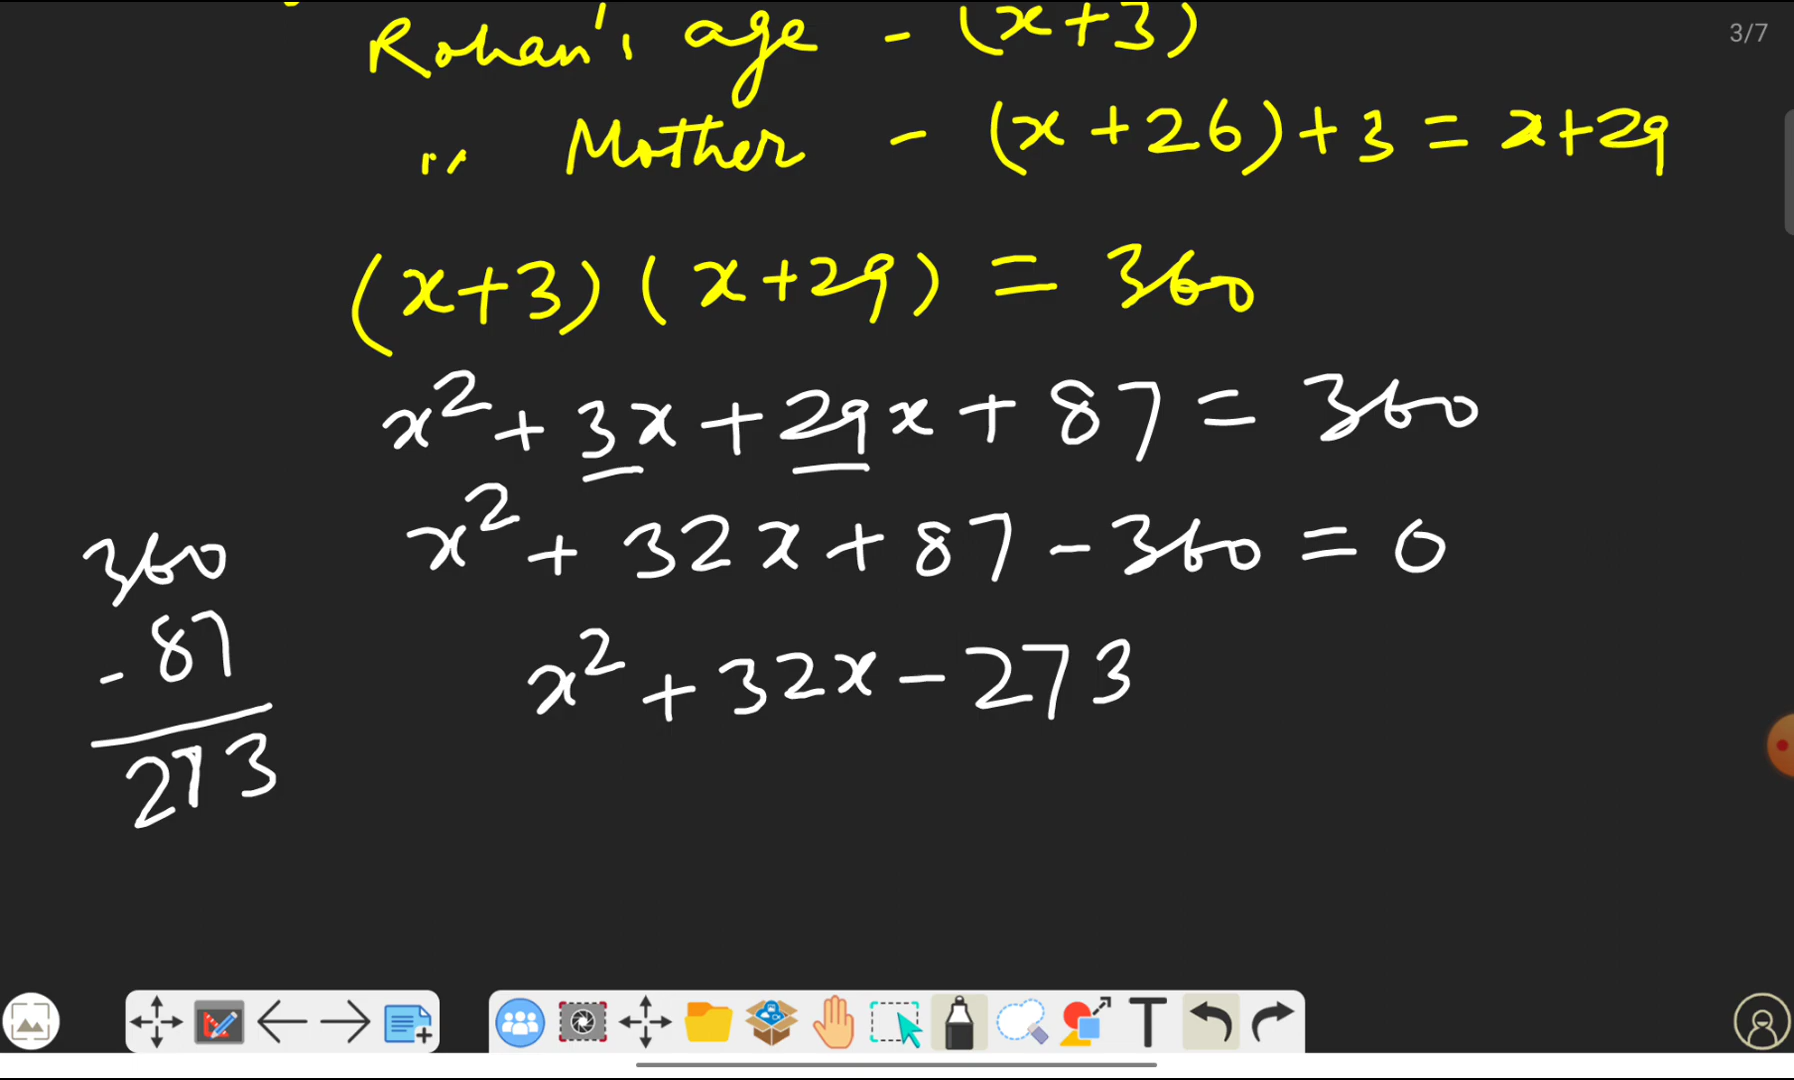 Rohan's age - (x+3)
3/7
" Mother - (x+26)+3 = x+29
(x+3) (x+29) = 360
x² + 3x + 29x + 87 = 360
x² + 32x + 87 - 360 = 0
360
- 87
273
x² + 32x - 273
T